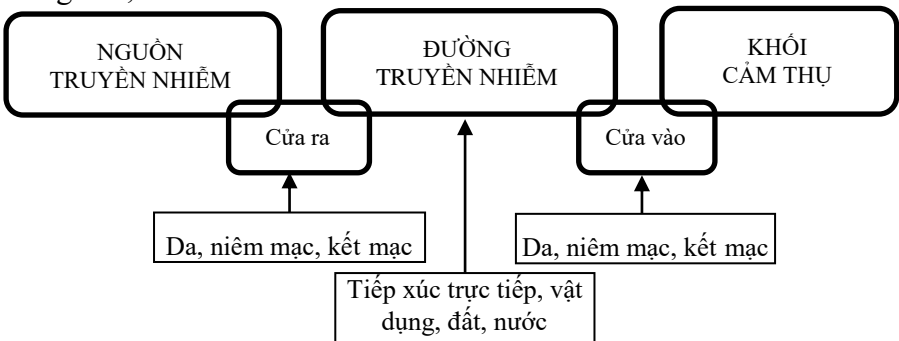 NGUỒN
TRUYỀN NHIỄM
ĐƯỜNG
TRUYỀN NHIỄM
KHỐI
CẢM THỤ
Cửa ra
Cửa vào
Da, niêm mạc, kết mạc
Da, niêm mạc, kết mạc
Tiếp xúc trực tiếp, vật
dụng, đất, nước